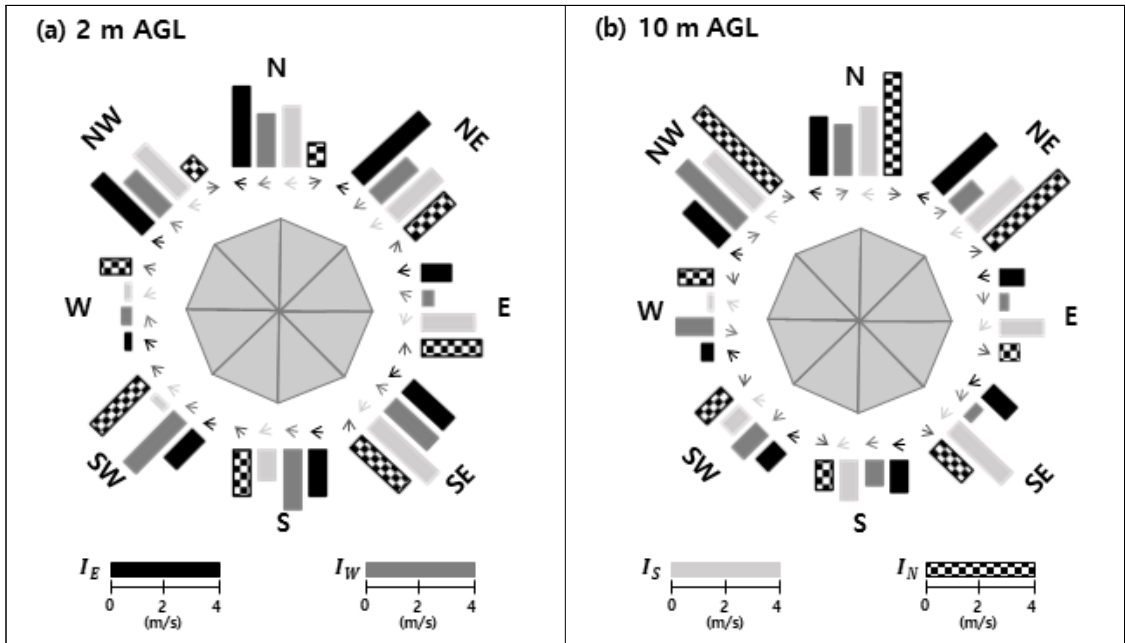 (a) 2 m AGL
N
NW
NE
W
E
SW
SE
S
I_E
0 2 4
(m/s)
I_W
0 2 4
(m/s)
(b) 10 m AGL
N
NW
NE
W
E
SW
SE
S
I_S
0 2 4
(m/s)
I_N
0 2 4
(m/s)